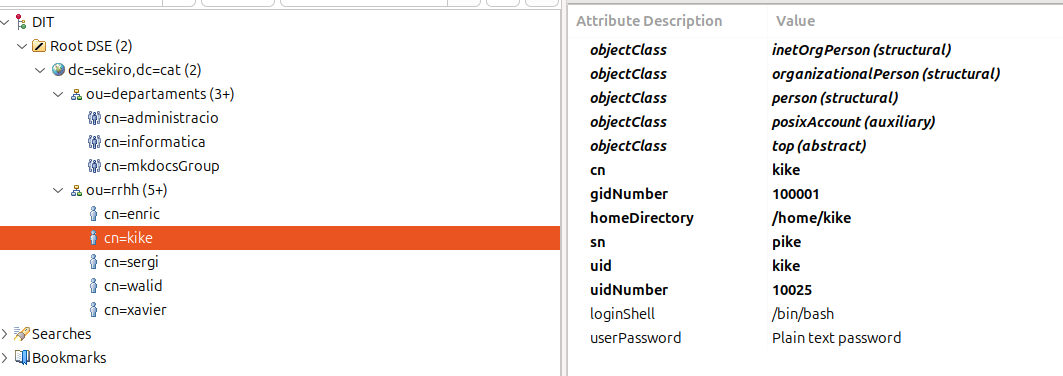 DIT
Root DSE (2)
dc=sekiro,dc=cat (2)
ou=departaments (3+)
cn=administracio
cn=informatica
cn=mkdocsGroup
ou=rrhh (5+)
cn=enric
cn=kike
cn=sergi
cn=walid
cn=xavier
Searches
Bookmarks
Attribute Description Value
objectClass inetOrgPerson (structural)
objectClass organizationalPerson (structural)
objectClass person (structural)
objectClass posixAccount (auxiliary)
objectClass top (abstract)
cn kike
gidNumber 100001
homeDirectory /home/kike
sn pike
uid kike
uidNumber 10025
loginShell /bin/bash
userPassword Plain text password